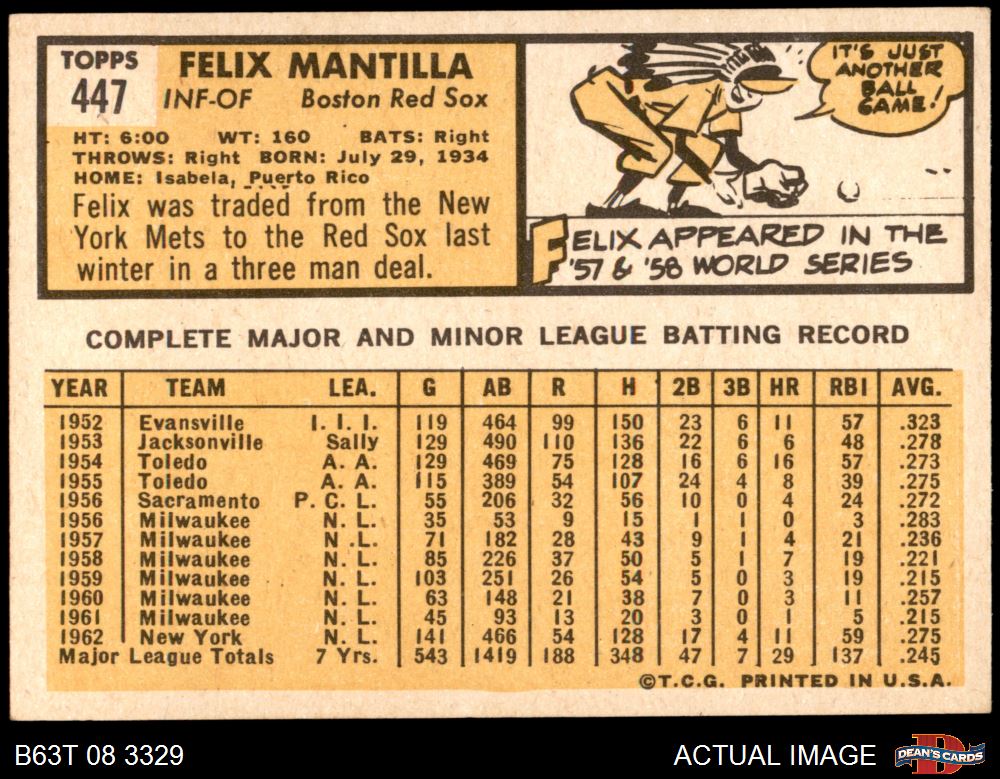 TOPPS
447
FELIX MANTILLA
INF-OF Boston Red Sox
HT: 6:00 WT: 160 BATS: Right
THROWS: Right BORN: July 29, 1934
HOME: Isabela, Puerto Rico
Felix was traded from the New
York Mets to the Red Sox last
winter in a three man deal.
IT'S JUST
ANOTHER
BALL
GAME!
FELIX APPEARED IN THE
'57 & '58 WORLD SERIES
COMPLETE MAJOR AND MINOR LEAGUE BATTING RECORD
YEAR TEAM LEA. G AB R H 2B 3B HR RBI AVG.
1952 Evansville I. I. I. 119 464 99 150 23 6 11 57 .323
1953 Jacksonville Sally 129 490 110 136 22 6 6 48 .278
1954 Toledo A. A. 129 469 75 128 16 6 16 57 .273
1955 Toledo A. A. 115 389 54 107 24 4 8 39 .275
1956 Sacramento P. C. L. 55 206 32 56 10 0 4 24 .272
1956 Milwaukee N. L. 35 53 9 15 1 1 0 3 .283
1957 Milwaukee N .L. 71 182 28 43 9 1 4 21 .236
1958 Milwaukee N. L. 85 226 37 50 5 1 7 19 .221
1959 Milwaukee N. L. 103 251 26 54 5 0 3 19 .215
1960 Milwaukee N. L. 63 148 21 38 7 0 3 11 .257
1961 Milwaukee N. L. 45 93 13 20 3 0 1 5 .215
1962 New York N. L. 141 466 54 128 17 4 11 59 .275
Major League Totals 7 Yrs. 543 1419 188 348 47 7 29 137 .245
©T.C.G. PRINTED IN U.S.A.
B63T 08 3329 ACTUAL IMAGE
DEAN'S CARDS